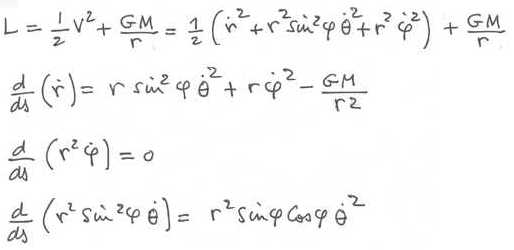 L = ½ v² + GM/r = ½ (ṙ² + r² sin²φ θ̇² + r² φ̇²) + GM/r
d/ds (ṙ) = r sin²φ θ̇² + r φ̇² − GM/r2
d/ds (r² φ̇) = 0
d/ds (r² sin²φ θ̇) = r² sinφ cosφ θ̇²